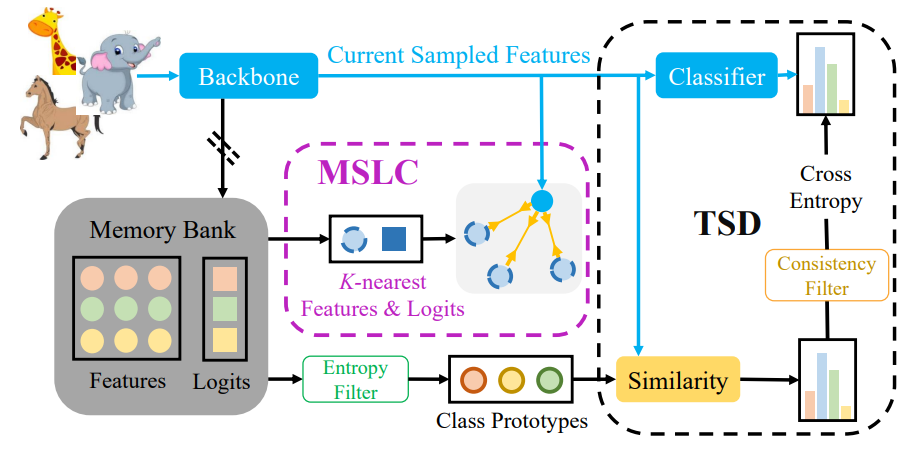 Current Sampled Features
Backbone
Classifier
MSLC
Cross
Entropy
Memory Bank
TSD
K-nearest
Features & Logits
Consistency
Filter
Features
Logits
Entropy
Filter
Similarity
Class Prototypes